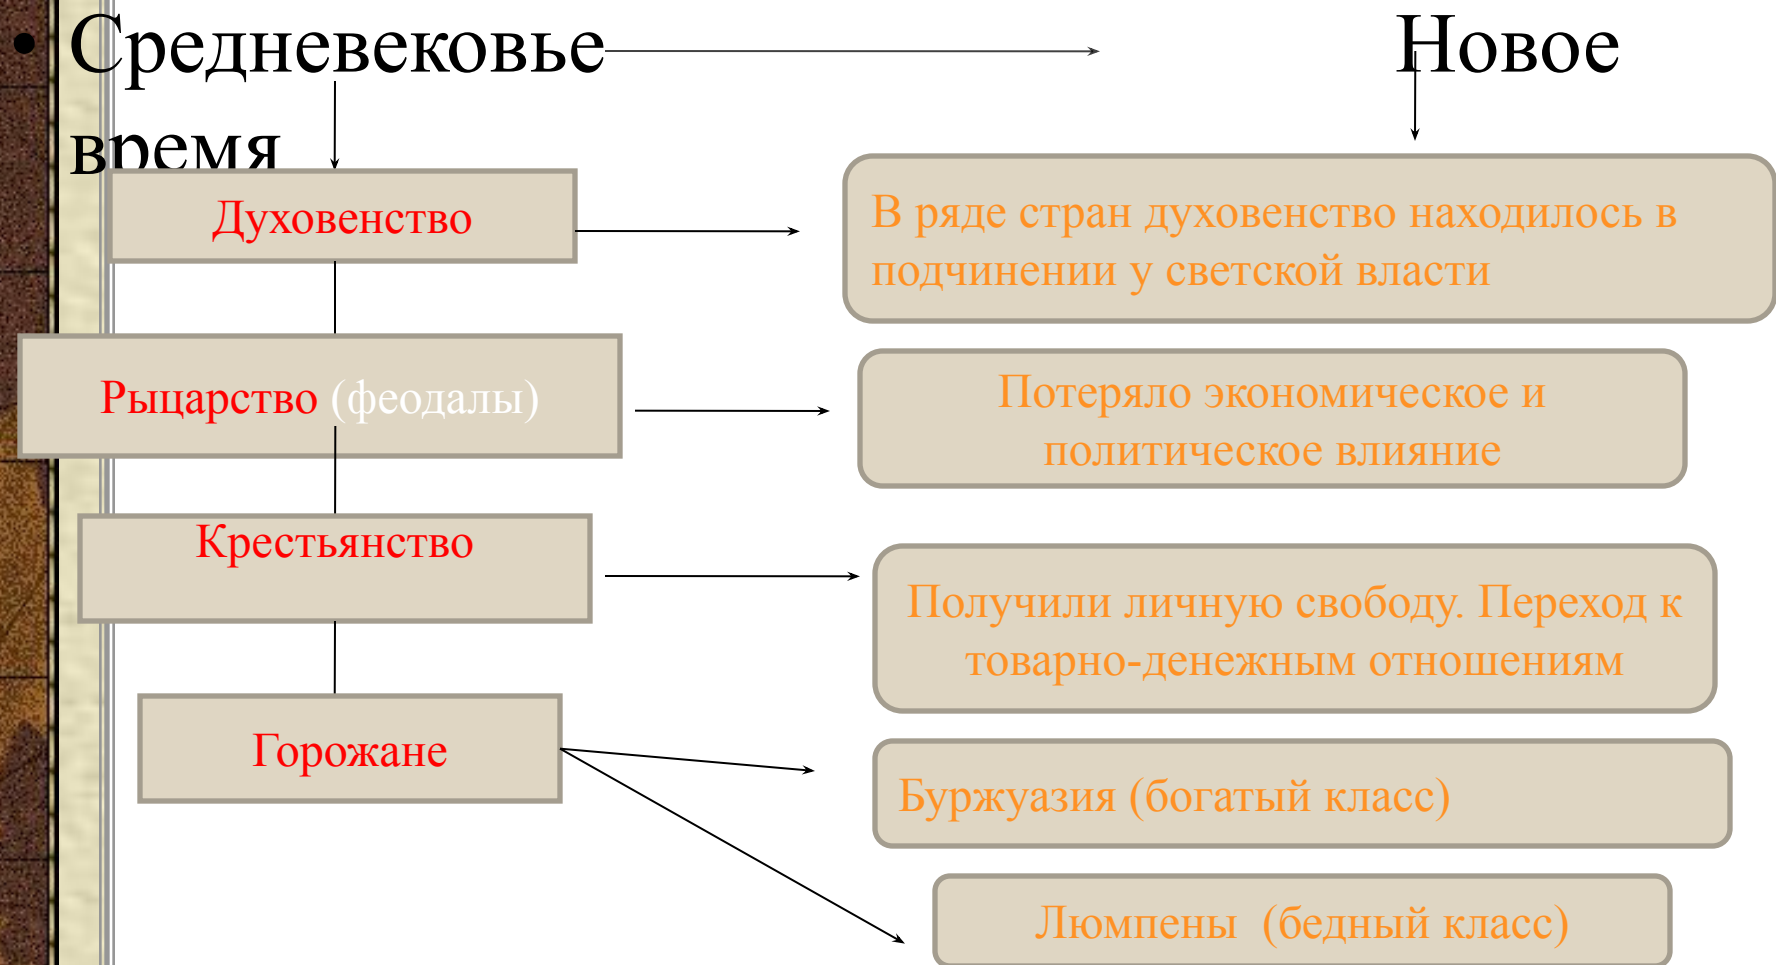 • Средневековье Новое
время
Духовенство
В ряде стран духовенство находилось в
подчинении у светской власти
Рыцарство (феодалы)
Потеряло экономическое и
политическое влияние
Крестьянство
Получили личную свободу. Переход к
товарно-денежным отношениям
Горожане
Буржуазия (богатый класс)
Люмпены (бедный класс)